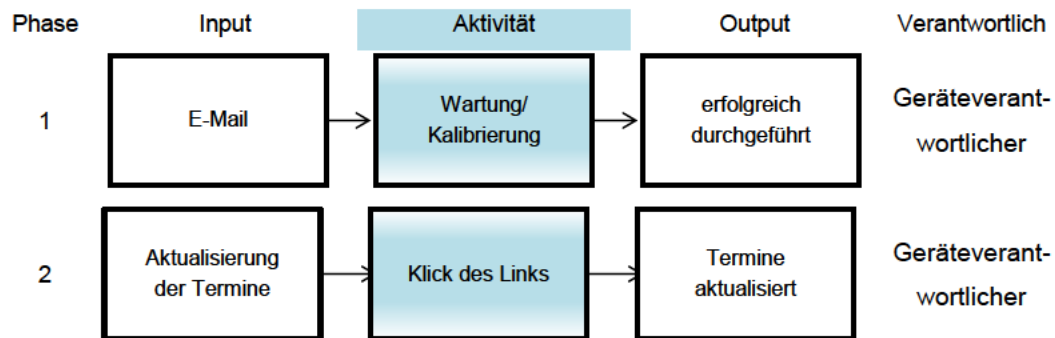 Phase Input Aktivität Output Verantwortlich
1
E-Mail
Wartung/
Kalibrierung
erfolgreich
durchgeführt
Geräteverant-
wortlicher
2
Aktualisierung
der Termine
Klick des Links
Termine
aktualisiert
Geräteverant-
wortlicher